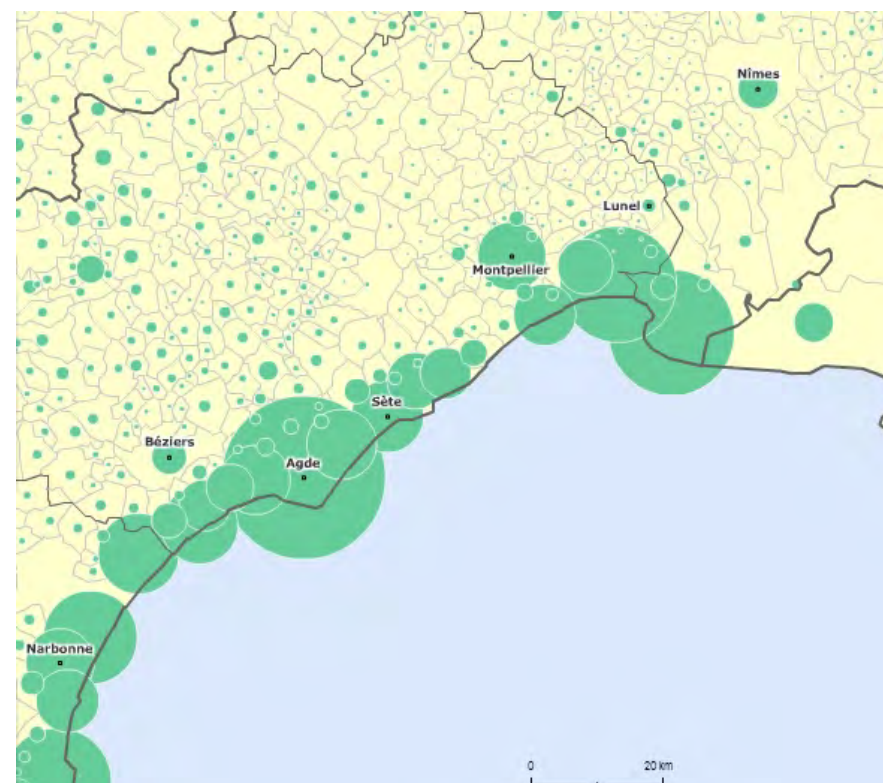 Nîmes
Lunel
Montpellier
Sète
Béziers
Agde
Narbonne
0 20 km